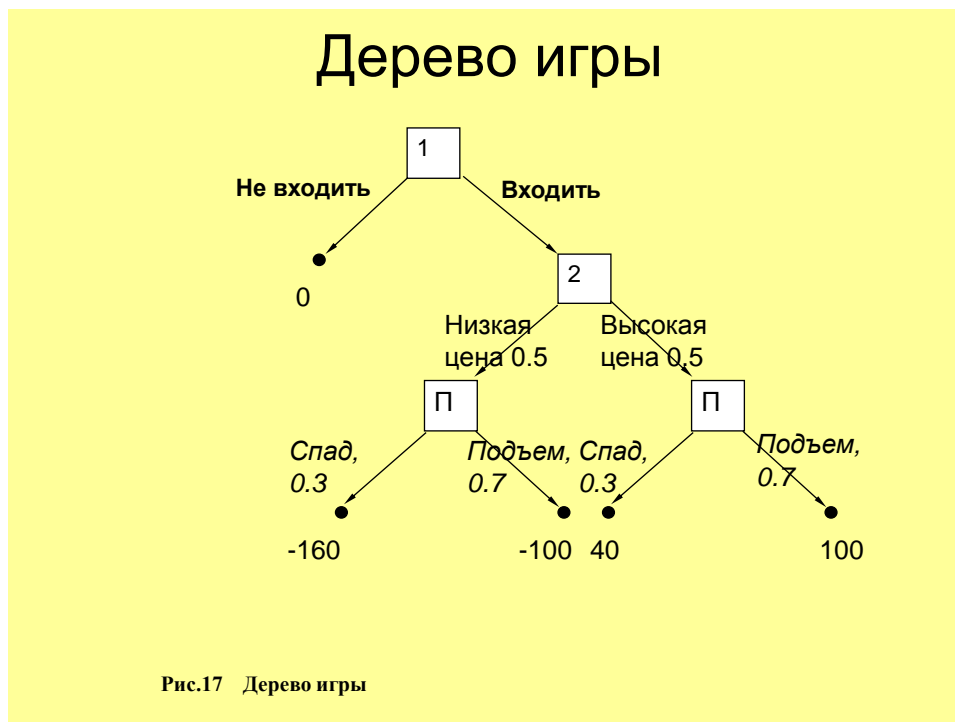 Дерево игры
1
Не входить
Входить
2
0
Низкая
цена 0.5
Высокая
цена 0.5
П
П
Спад,
0.3
Подъем,
0.7
Спад,
0.3
Подъем,
0.7
-160
-100
40
100
Рис.17 Дерево игры